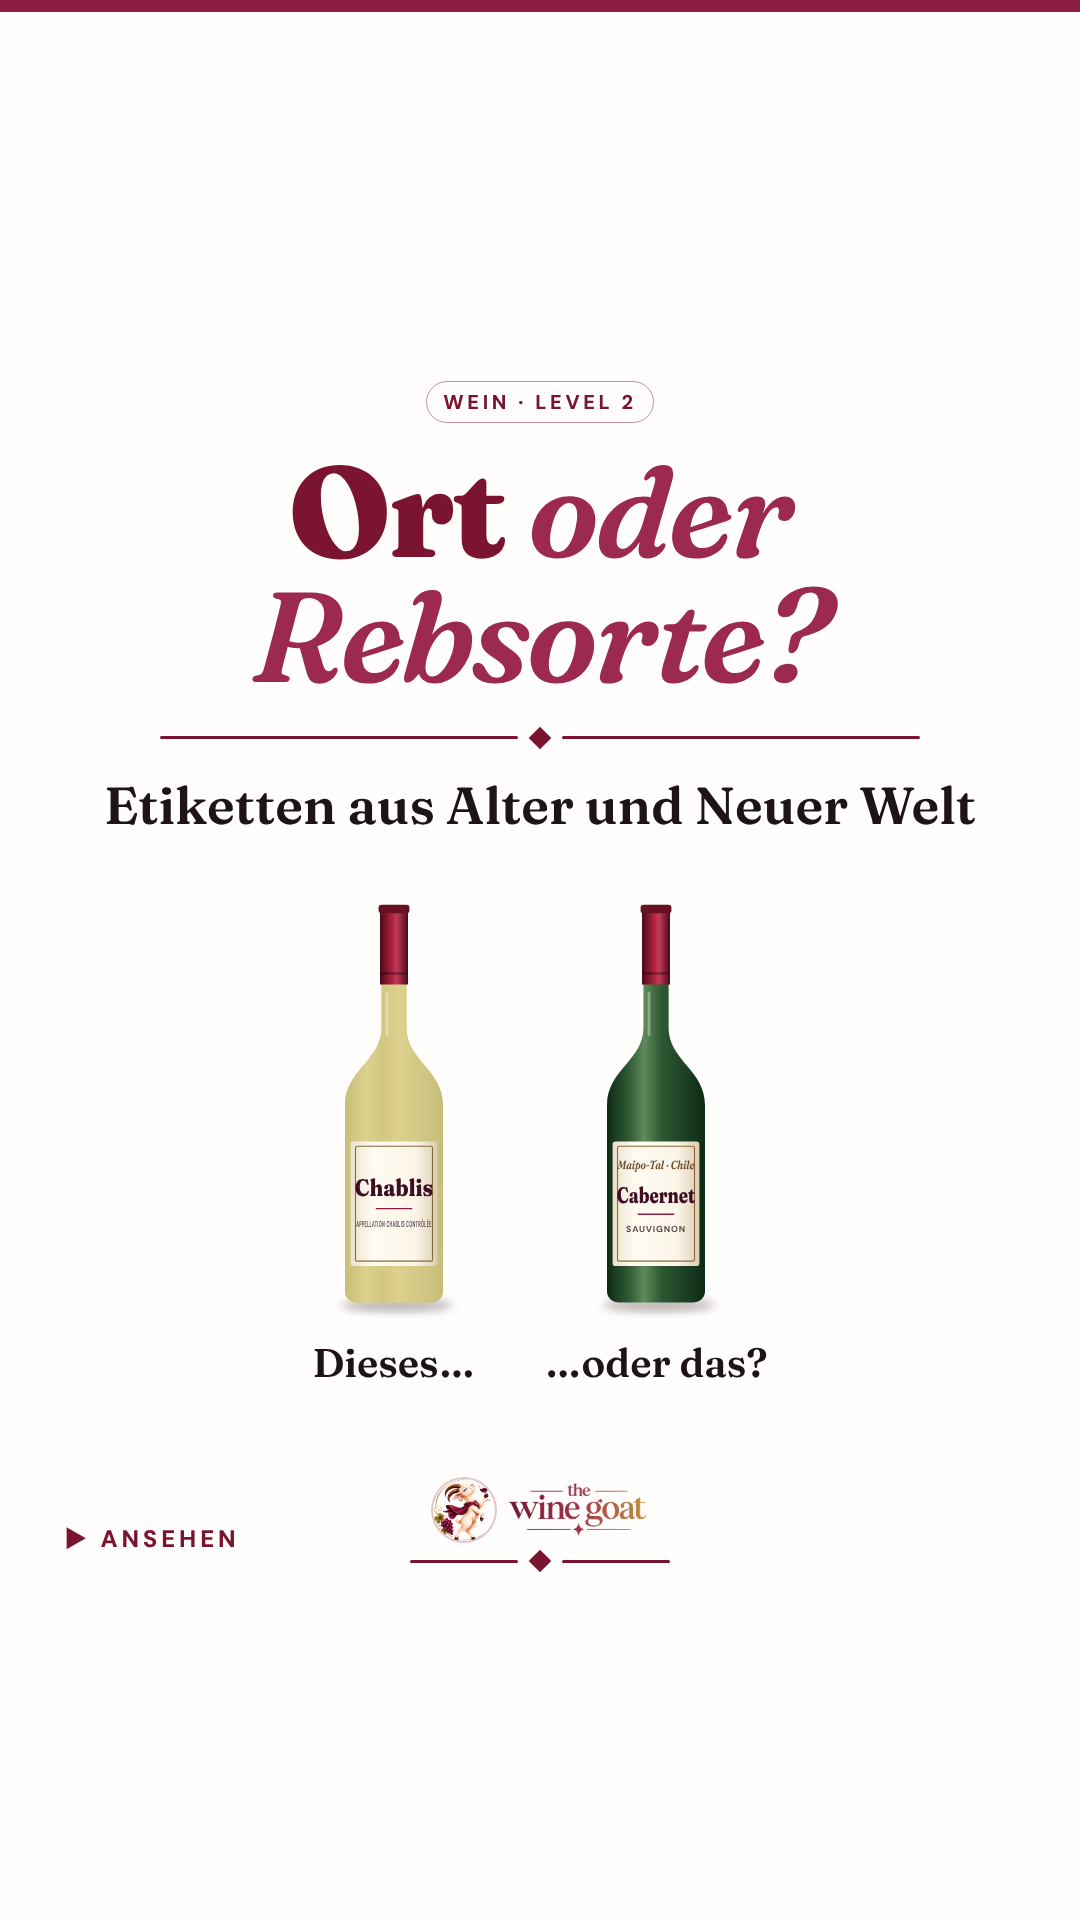 WEIN · LEVEL 2
Ort oder
Rebsorte?
Etiketten aus Alter und Neuer Welt
Chablis
APPELLATION CHABLIS CONTRÔLÉE
Maipo-Tal · Chile
Cabernet
SAUVIGNON
Dieses...
...oder das?
ANSEHEN
the
wine goat